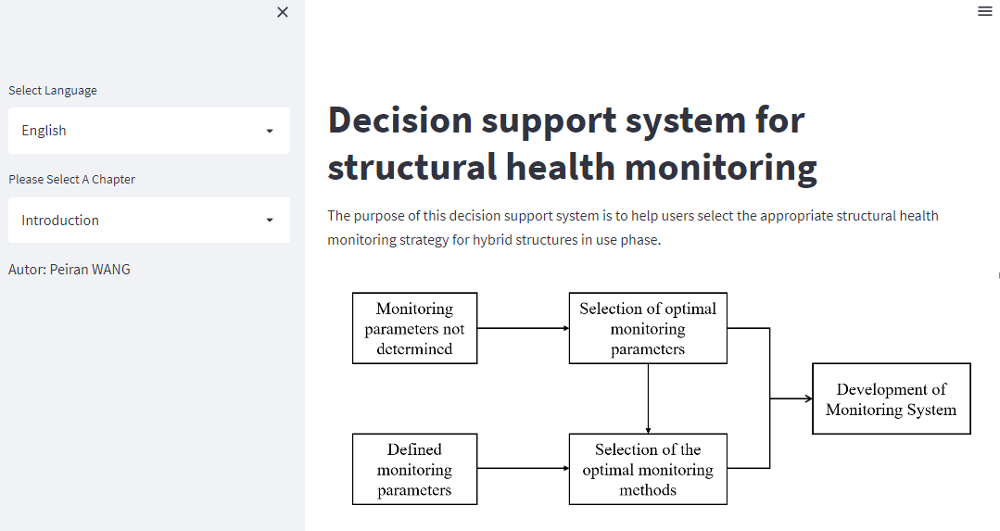 Select Language
English
Please Select A Chapter
Introduction
Autor: Peiran WANG
Decision support system for
structural health monitoring
The purpose of this decision support system is to help users select the appropriate structural health
monitoring strategy for hybrid structures in use phase.
Monitoring
parameters not
determined
Selection of optimal
monitoring
parameters
Development of
Monitoring System
Defined
monitoring
parameters
Selection of the
optimal monitoring
methods